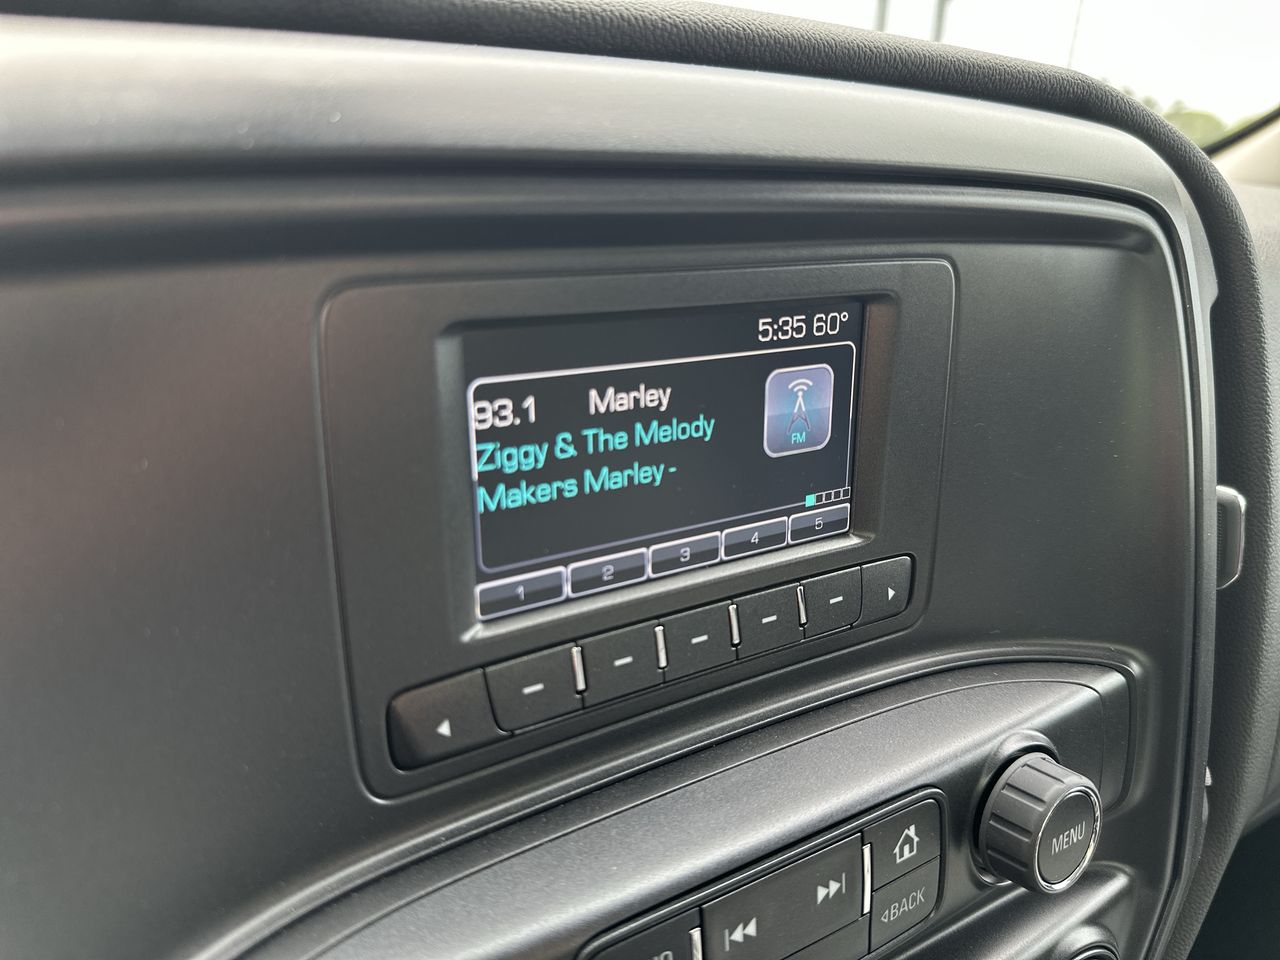 5:35 60°
93.1 Marley
Ziggy & The Melody
Makers Marley -
FM
1 2 3 4 5
MENU
BACK